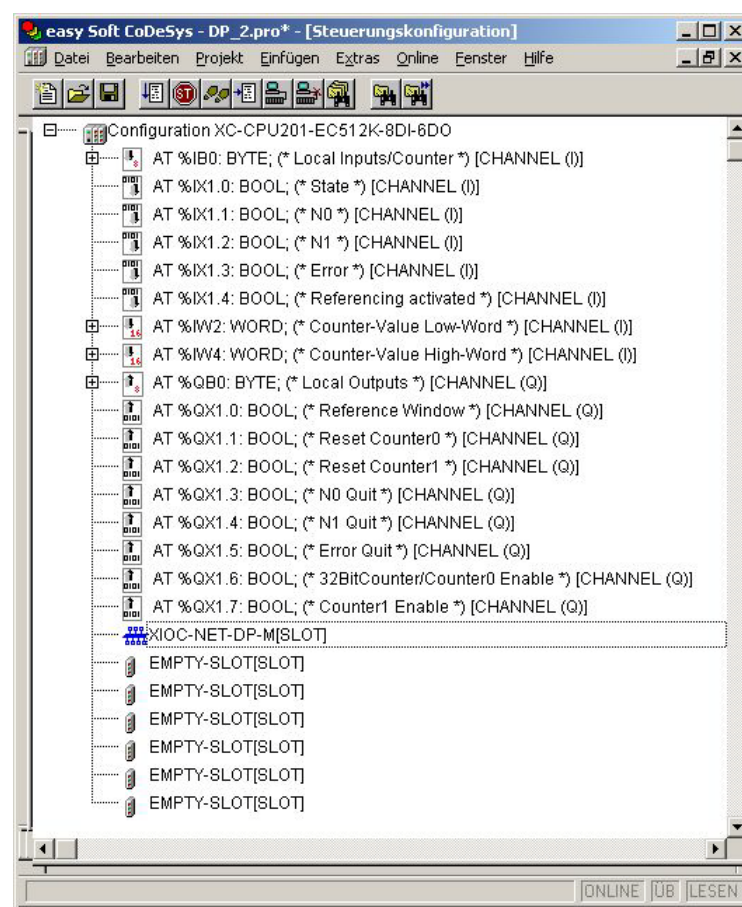 easy Soft CoDeSys - DP_2.pro* - [Steuerungskonfiguration]
Datei Bearbeiten Projekt Einfügen Extras Online Fenster Hilfe
Configuration XC-CPU201-EC512K-8DI-6DO
AT %IB0: BYTE; (* Local Inputs/Counter *) [CHANNEL (I)]
AT %IX1.0: BOOL; (* State *) [CHANNEL (I)]
AT %IX1.1: BOOL; (* N0 *) [CHANNEL (I)]
AT %IX1.2: BOOL; (* N1 *) [CHANNEL (I)]
AT %IX1.3: BOOL; (* Error *) [CHANNEL (I)]
AT %IX1.4: BOOL; (* Referencing activated *) [CHANNEL (I)]
AT %IW2: WORD; (* Counter-Value Low-Word *) [CHANNEL (I)]
AT %IW4: WORD; (* Counter-Value High-Word *) [CHANNEL (I)]
AT %QB0: BYTE; (* Local Outputs *) [CHANNEL (Q)]
AT %QX1.0: BOOL; (* Reference Window *) [CHANNEL (Q)]
AT %QX1.1: BOOL; (* Reset Counter0 *) [CHANNEL (Q)]
AT %QX1.2: BOOL; (* Reset Counter1 *) [CHANNEL (Q)]
AT %QX1.3: BOOL; (* N0 Quit *) [CHANNEL (Q)]
AT %QX1.4: BOOL; (* N1 Quit *) [CHANNEL (Q)]
AT %QX1.5: BOOL; (* Error Quit *) [CHANNEL (Q)]
AT %QX1.6: BOOL; (* 32BitCounter/Counter0 Enable *) [CHANNEL (Q)]
AT %QX1.7: BOOL; (* Counter1 Enable *) [CHANNEL (Q)]
XIOC-NET-DP-M[SLOT]
EMPTY-SLOT[SLOT]
EMPTY-SLOT[SLOT]
EMPTY-SLOT[SLOT]
EMPTY-SLOT[SLOT]
EMPTY-SLOT[SLOT]
EMPTY-SLOT[SLOT]
ONLINE ÜB LESEN